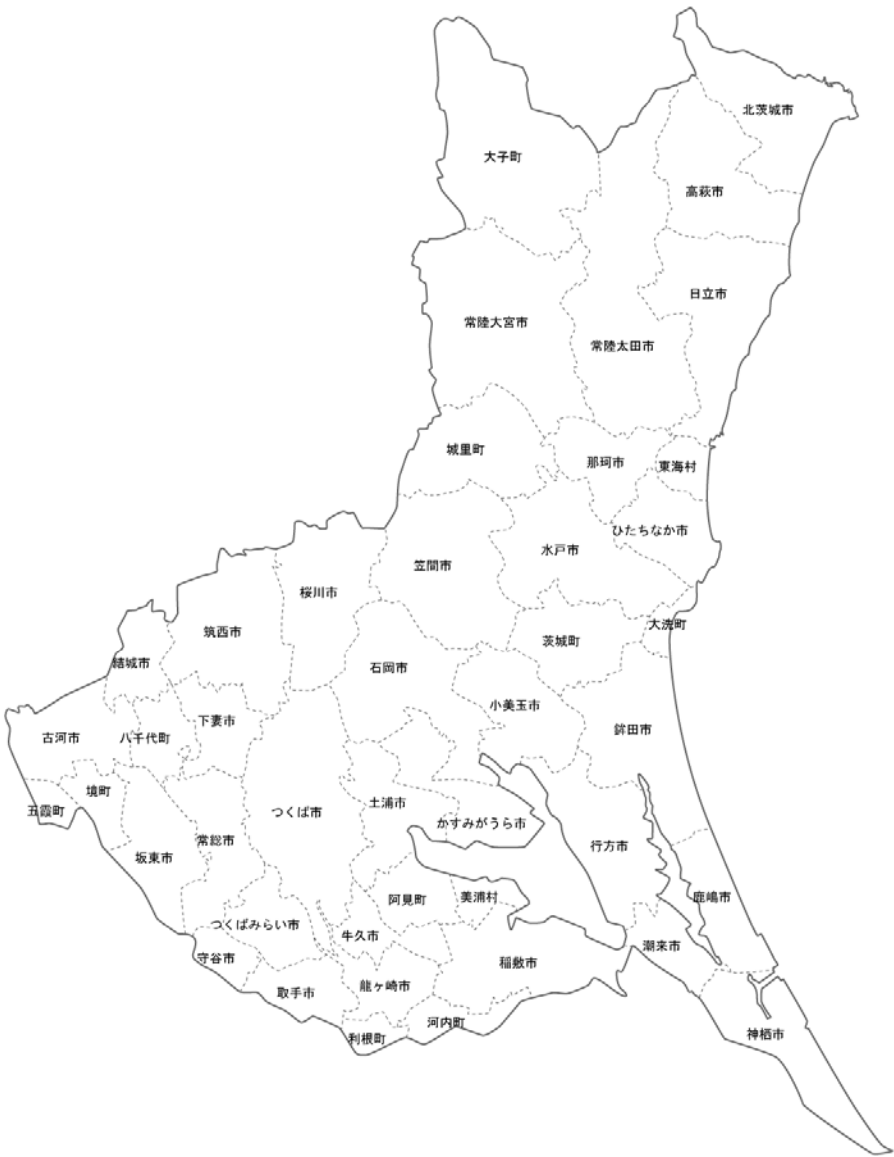 北茨城市
大子町
高萩市
日立市
常陸大宮市
常陸太田市
城里町
那珂市
東海村
ひたちなか市
水戸市
笠間市
桜川市
大洗町
筑西市
茨城町
結城市
石岡市
小美玉市
下妻市
鉾田市
古河市
八千代町
境町
五霞町
つくば市
土浦市
かすみがうら市
常総市
行方市
坂東市
阿見町
美浦村
鹿嶋市
つくばみらい市
牛久市
潮来市
守谷市
稲敷市
龍ヶ崎市
取手市
河内町
神栖市
利根町